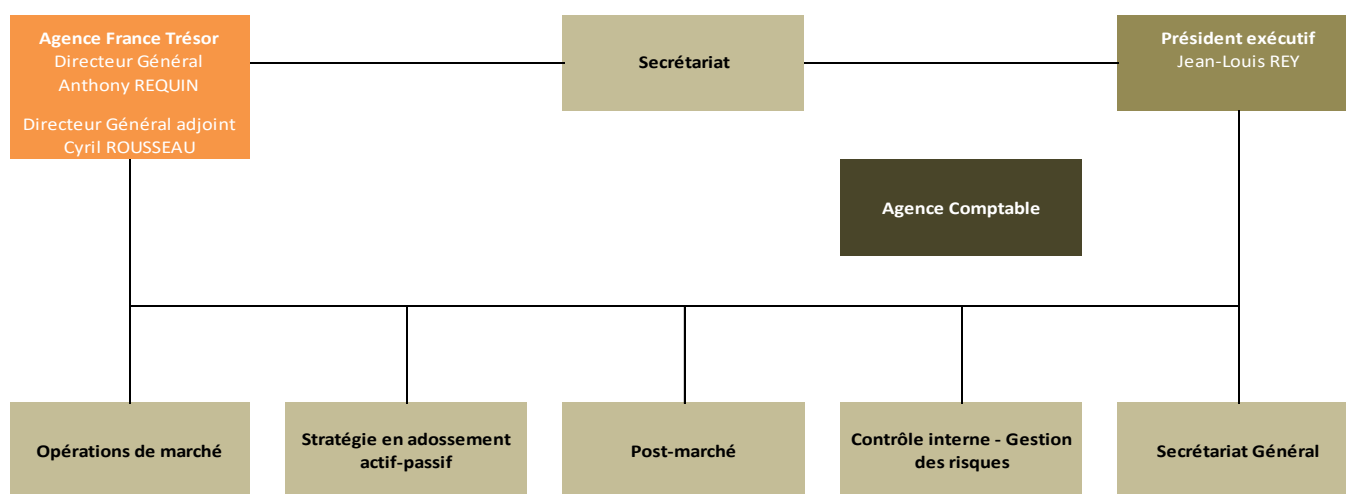 Agence France Trésor
Directeur Général
Anthony REQUIN
Directeur Général adjoint
Cyril ROUSSEAU
Secrétariat
Président exécutif
Jean-Louis REY
Agence Comptable
Opérations de marché
Stratégie en adossement
actif-passif
Post-marché
Contrôle interne - Gestion
des risques
Secrétariat Général